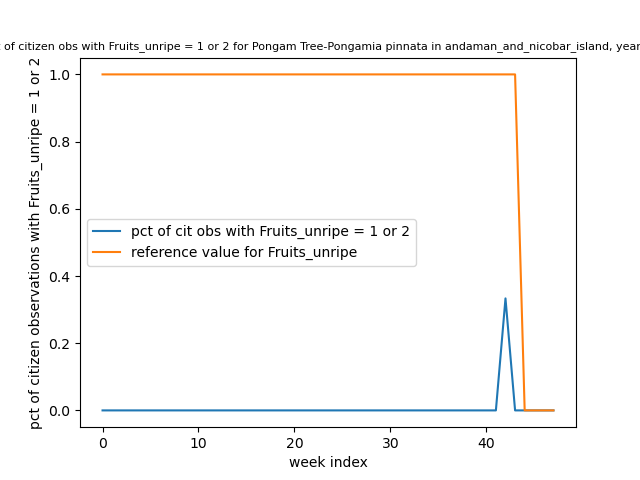 of citizen obs with Fruits_unripe = 1 or 2 for Pongam Tree-Pongamia pinnata in andaman_and_nicobar_island, year
pct of citizen observations with Fruits_unripe = 1 or 2
1.0
0.8
0.6
0.4
0.2
0.0
pct of cit obs with Fruits_unripe = 1 or 2
reference value for Fruits_unripe
0 10 20 30 40
week index